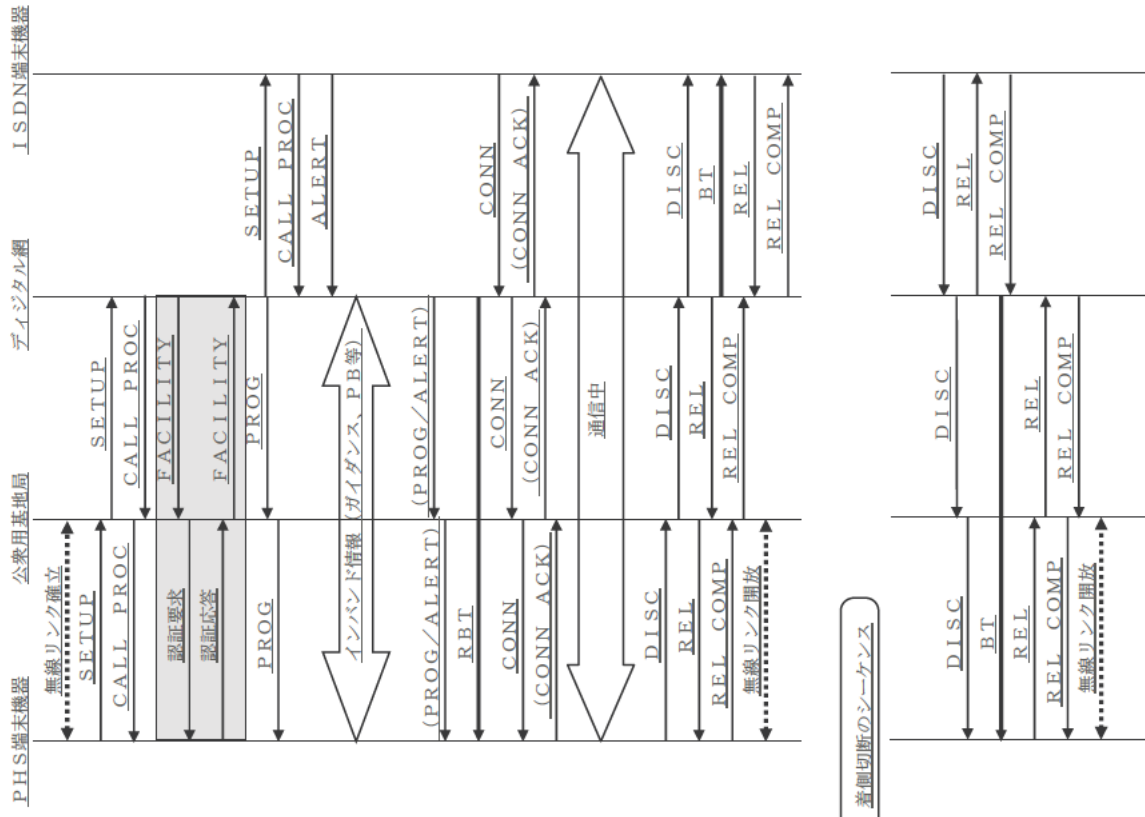 ＰＨＳ端末機器
公衆用基地局
ディジタル網
ＩＳＤＮ端末機器
無線リンク確立
ＳＥＴＵＰ
ＳＥＴＵＰ
ＣＡＬＬ ＰＲＯＣ
ＣＡＬＬ ＰＲＯＣ
ＦＡＣＩＬＩＴＹ
認証要求
認証応答
ＦＡＣＩＬＩＴＹ
ＳＥＴＵＰ
ＰＲＯＧ
ＰＲＯＧ
ＣＡＬＬ ＰＲＯＣ
ＡＬＥＲＴ
インバンド情報（ガイダンス、ＰＢ等）
（ＰＲＯＧ／ＡＬＥＲＴ）
（ＰＲＯＧ／ＡＬＥＲＴ）
ＲＢＴ
ＣＯＮＮ
ＣＯＮＮ
ＣＯＮＮ
（ＣＯＮＮ ＡＣＫ）
（ＣＯＮＮ ＡＣＫ）
（ＣＯＮＮ ＡＣＫ）
通信中
ＤＩＳＣ
ＤＩＳＣ
ＤＩＳＣ
ＲＥＬ
ＲＥＬ
ＢＴ
ＲＥＬ ＣＯＭＰ
ＲＥＬ ＣＯＭＰ
ＲＥＬ
無線リンク開放
ＲＥＬ ＣＯＭＰ
着側切断のシーケンス
ＤＩＳＣ
ＤＩＳＣ
ＤＩＳＣ
ＲＥＬ
ＢＴ
ＲＥＬ ＣＯＭＰ
ＲＥＬ
ＲＥＬ
ＲＥＬ ＣＯＭＰ
ＲＥＬ ＣＯＭＰ
無線リンク開放